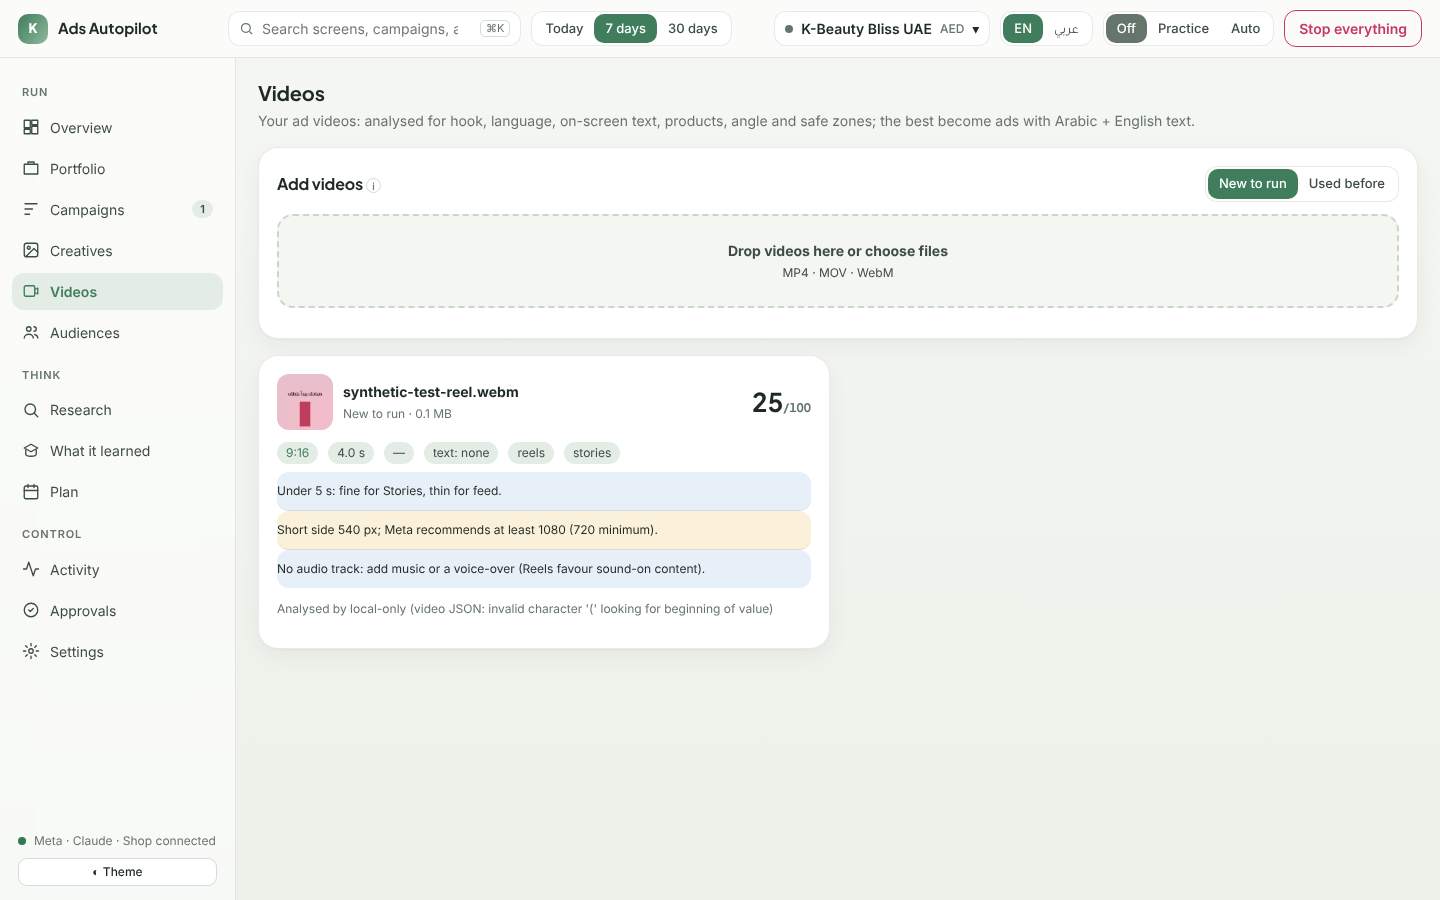 K
Ads Autopilot
Search screens, campaigns, a
⌘K
Today
7 days
30 days
K-Beauty Bliss UAE AED ▾
EN
عربي
Off
Practice
Auto
Stop everything
RUN
Overview
Portfolio
Campaigns
1
Creatives
Videos
Audiences
THINK
Research
What it learned
Plan
CONTROL
Activity
Approvals
Settings
Meta · Claude · Shop connected
Theme
Videos
Your ad videos: analysed for hook, language, on-screen text, products, angle and safe zones; the best become ads with Arabic + English text.
Add videos
i
New to run
Used before
Drop videos here or choose files
MP4 · MOV · WebM
synthetic-test-reel.webm
New to run · 0.1 MB
25/100
9:16
4.0 s
—
text: none
reels
stories
Under 5 s: fine for Stories, thin for feed.
Short side 540 px; Meta recommends at least 1080 (720 minimum).
No audio track: add music or a voice-over (Reels favour sound-on content).
Analysed by local-only (video JSON: invalid character '(' looking for beginning of value)